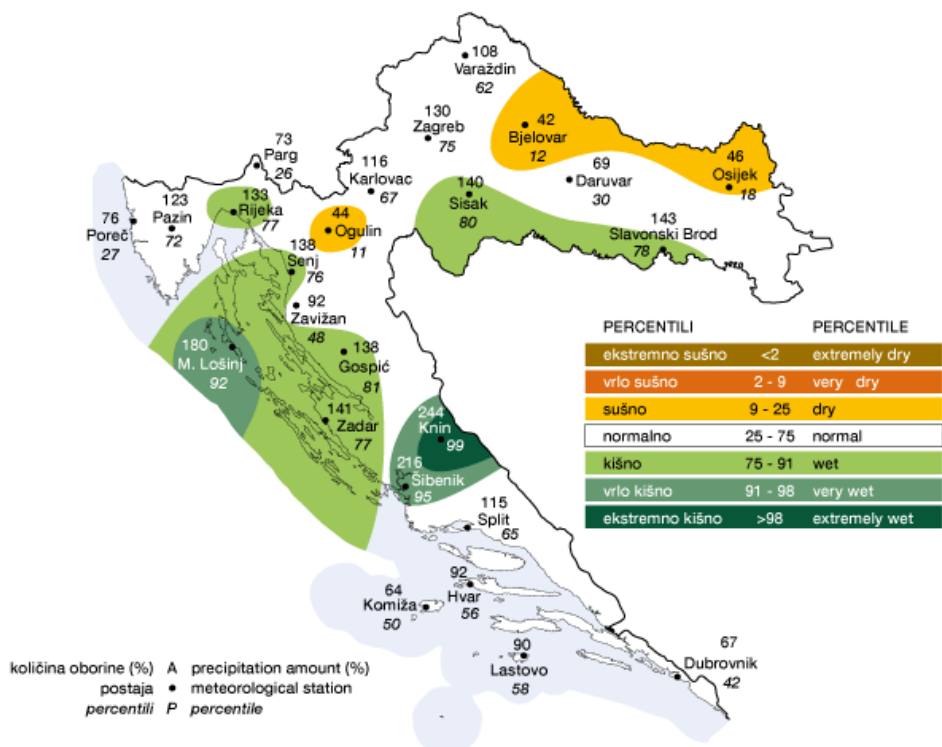 108
Varaždin
62
130
Zagreb
75
42
Bjelovar
12
73
Parg
26
116
Karlovac
67
69
Daruvar
30
46
Osijek
18
140
Sisak
80
133
Rijeka
77
123
Pazin
72
76
Poreč
27
44
Ogulin
11
143
Slavonski Brod
78
138
Senj
76
92
Zavižan
48
180
M. Lošinj
92
138
Gospić
81
141
Zadar
77
244
Knin
99
216
Šibenik
95
115
Split
65
64
Komiža
50
92
Hvar
56
90
Lastovo
58
67
Dubrovnik
42
PERCENTILI PERCENTILE
ekstremno sušno <2 extremely dry
vrlo sušno 2 - 9 very dry
sušno 9 - 25 dry
normalno 25 - 75 normal
kišno 75 - 91 wet
vrlo kišno 91 - 98 very wet
ekstremno kišno >98 extremely wet
količina oborine (%) A precipitation amount (%)
postaja ● meteorological station
percentili P percentile